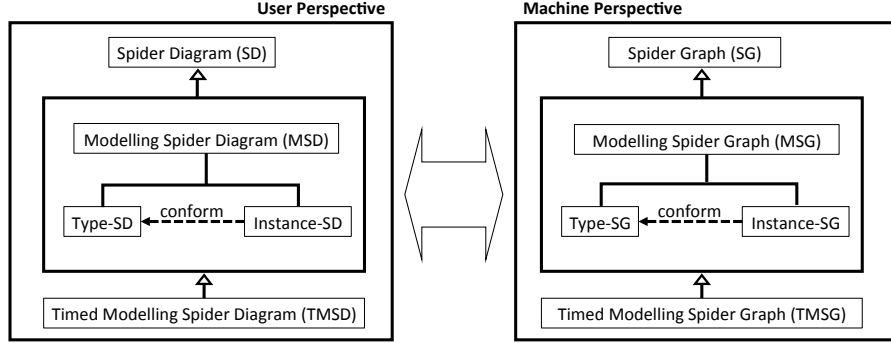 User Perspective
Spider Diagram (SD)
Modelling Spider Diagram (MSD)
conform
Type-SD
Instance-SD
Timed Modelling Spider Diagram (TMSD)
Machine Perspective
Spider Graph (SG)
Modelling Spider Graph (MSG)
conform
Type-SG
Instance-SG
Timed Modelling Spider Graph (TMSG)